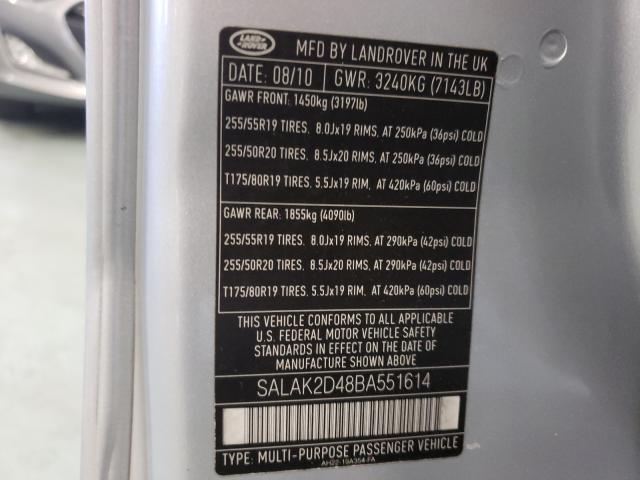 LAND ROVER
MFD BY LANDROVER IN THE UK
DATE: 08/10 GWR: 3240KG (7143LB)
GAWR FRONT: 1450kg (3197lb)
255/55R19 TIRES, 8.0Jx19 RIMS, AT 250kPa (36psi) COLD
255/50R20 TIRES, 8.5Jx20 RIMS, AT 250kPa (36psi) COLD
T175/80R19 TIRES, 5.5Jx19 RIM, AT 420kPa (60psi) COLD
GAWR REAR: 1855kg (4090lb)
255/55R19 TIRES, 8.0Jx19 RIMS, AT 290kPa (42psi) COLD
255/50R20 TIRES, 8.5Jx20 RIMS, AT 290kPa (42psi) COLD
T175/80R19 TIRES, 5.5Jx19 RIM, AT 420kPa (60psi) COLD
THIS VEHICLE CONFORMS TO ALL APPLICABLE
U.S. FEDERAL MOTOR VEHICLE SAFETY
STANDARDS IN EFFECT ON THE DATE OF
MANUFACTURE SHOWN ABOVE
SALAK2D48BA551614
TYPE: MULTI-PURPOSE PASSENGER VEHICLE
AH22-19A354-FA